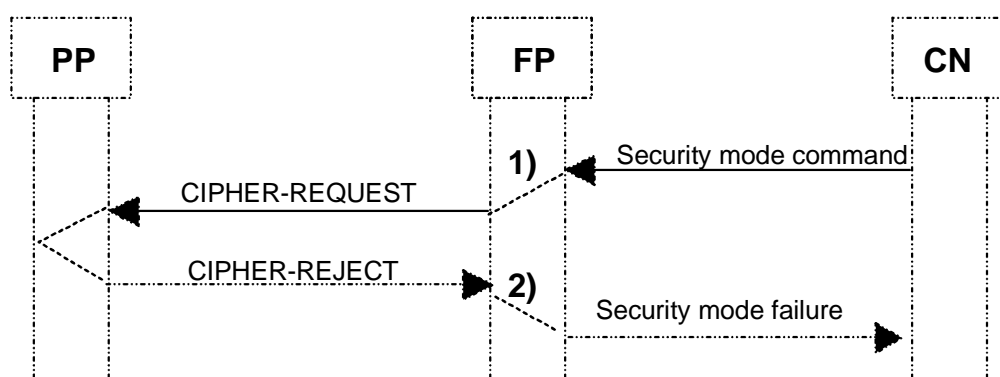 PP
FP
CN
1)
Security mode command
CIPHER-REQUEST
CIPHER-REJECT
2)
Security mode failure